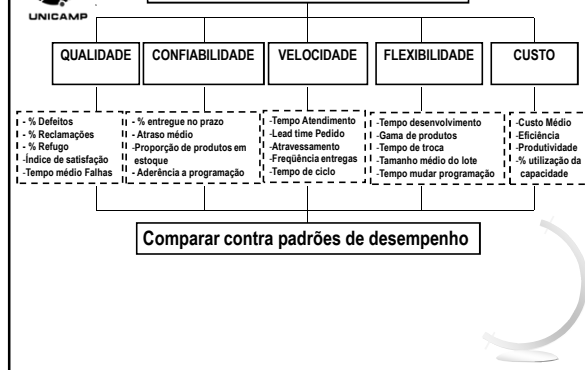 UNICAMP
QUALIDADE
CONFIABILIDADE
VELOCIDADE
FLEXIBILIDADE
CUSTO
- % Defeitos
- % Reclamações
- % Refugo
-Índice de satisfação
-Tempo médio Falhas
- % entregue no prazo
- Atraso médio
-Proporção de produtos em
estoque
- Aderência a programação
-Tempo Atendimento
-Lead time Pedido
-Atravessamento
-Freqüência entregas
-Tempo de ciclo
-Tempo desenvolvimento
-Gama de produtos
-Tempo de troca
-Tamanho médio do lote
-Tempo mudar programação
-Custo Médio
-Eficiência
-Produtividade
-% utilização da
capacidade
Comparar contra padrões de desempenho